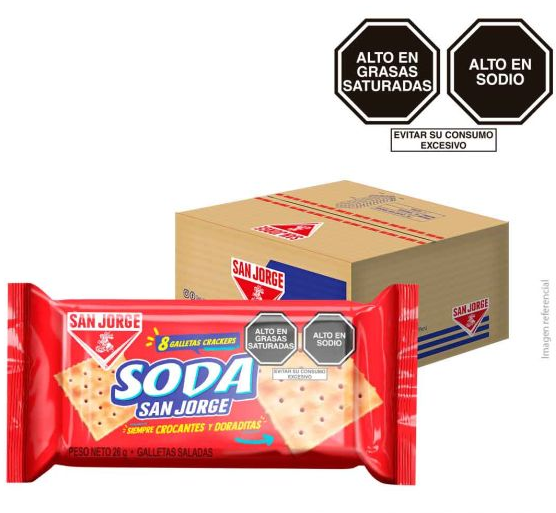 ALTO EN
GRASAS
SATURADAS
ALTO EN
SODIO
EVITAR SU CONSUMO
EXCESIVO
SAN JORGE
SAN JORGE
SAN JORGE
Imagen referencial
SAN JORGE
8 GALLETAS CRACKERS
ALTO EN
GRASAS
SATURADAS
ALTO EN
SODIO
EVITAR SU CONSUMO
EXCESIVO
SODA
SAN JORGE
SIEMPRE CROCANTES Y DORADITAS
PESO NETO 26 g • GALLETAS SALADAS